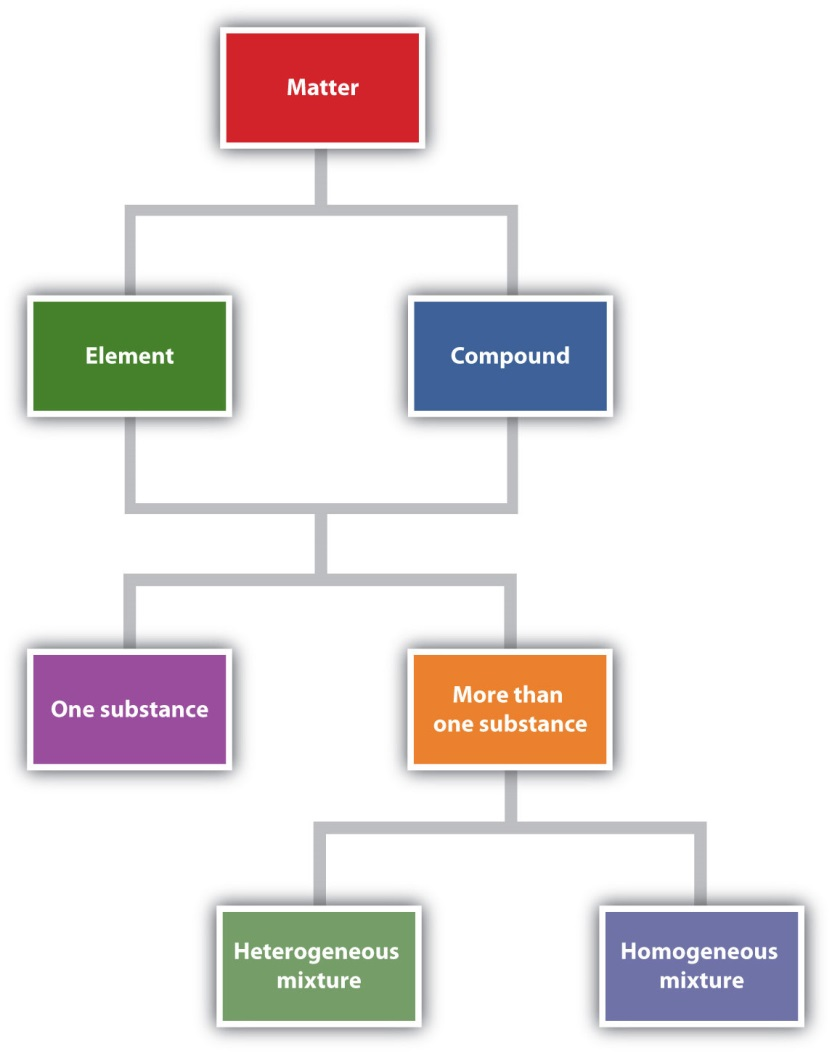 Matter
Element
Compound
One substance
More than
one substance
Heterogeneous
mixture
Homogeneous
mixture